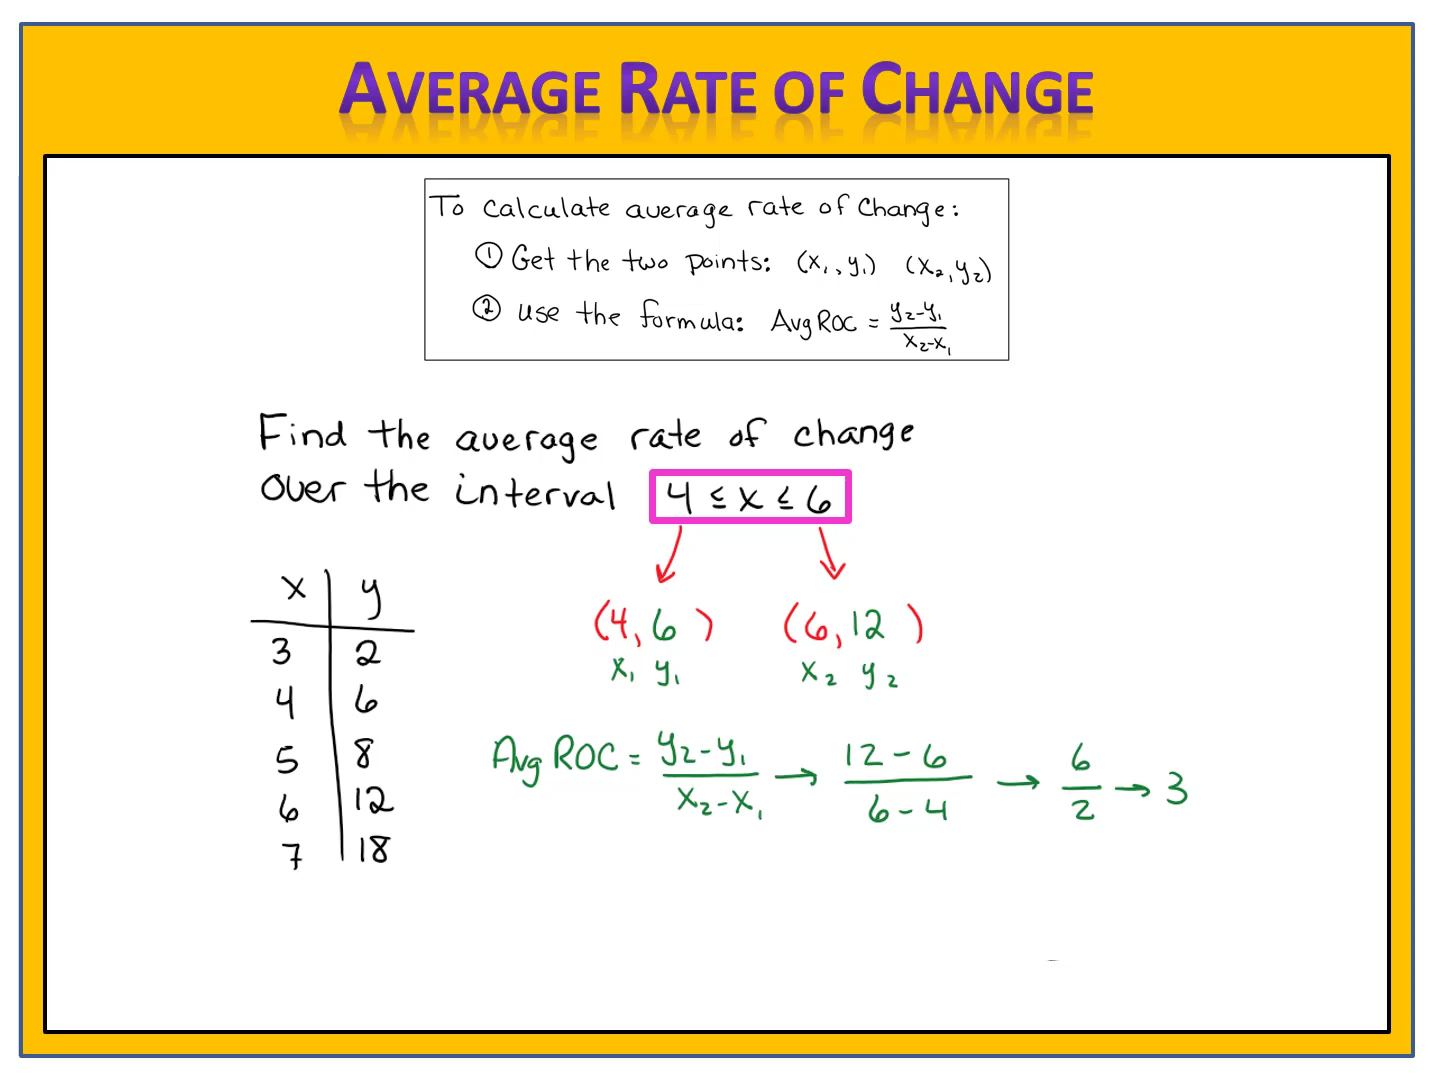 AVERAGE RATE OF CHANGE
To calculate average rate of change:
① Get the two points: (x₁, y₁) (x₂, y₂)
② use the formula: Avg ROC = y₂-y₁ / x₂-x₁
Find the average rate of change
over the interval 4 ≤ x ≤ 6
x y
3 2
4 6
5 8
6 12
7 18
(4, 6) (6, 12)
x₁ y₁ x₂ y₂
Avg ROC = y₂-y₁ / x₂-x₁ → 12-6 / 6-4 → 6 / 2 → 3